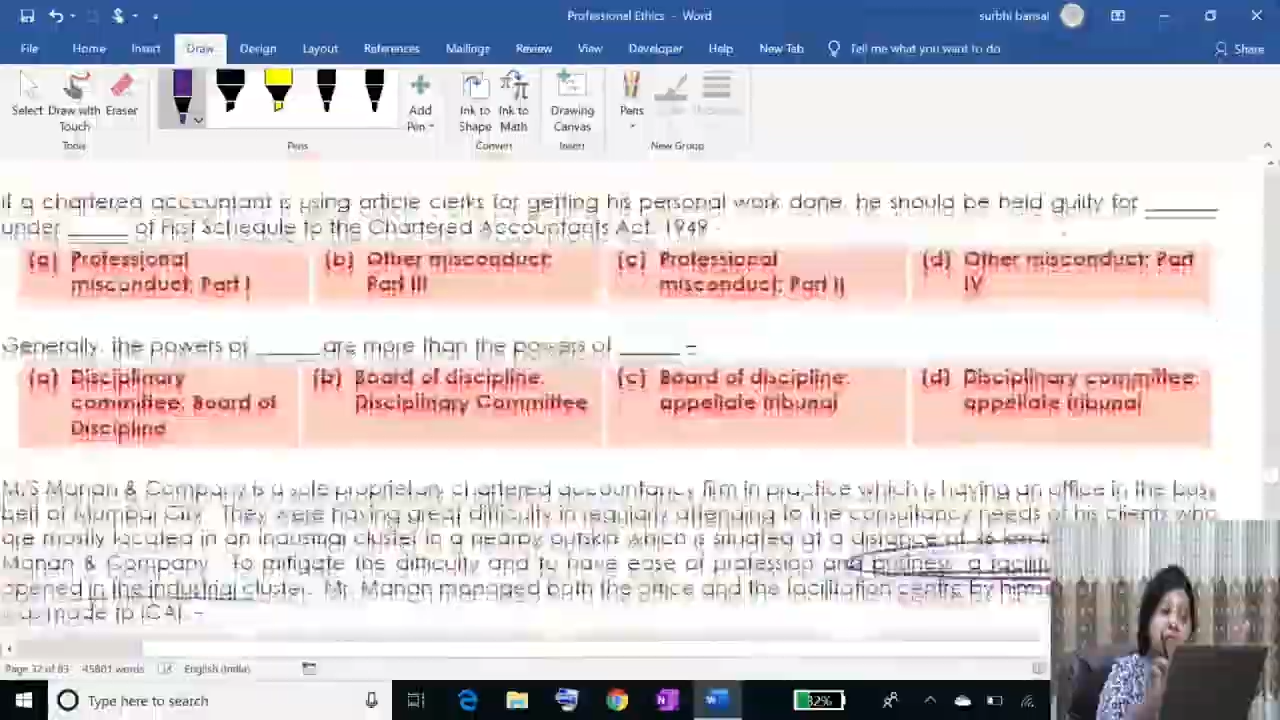 Professional Ethics - Word
surbhi bansal
File Home Insert Draw Design Layout References Mailings Review View Developer Help New Tab Tell me what you want to do Share
Select Draw with Touch Eraser
Add Pen
Ink to Shape Ink to Math
Drawing Canvas
Pens
Tools Pens Convert Insert New Group
If a chartered accountant is using article clerks for getting his personal work done, he should be held guilty for ______
under ______ of First Schedule to the Chartered Accountants Act, 1949 -
(a) Professional misconduct; Part I
(b) Other misconduct; Part III
(c) Professional misconduct; Part II
(d) Other misconduct; Part IV
Generally, the powers of ______ are more than the powers of ______ -
(a) Disciplinary committee; Board of Discipline
(b) Board of discipline; Disciplinary Committee
(c) Board of discipline; appellate tribunal
(d) Disciplinary committee; appellate tribunal
M/S Manan & Company is a sole proprietary chartered accountancy firm in practice which is having an office in the busy
belt of Mumbai City. They were having great difficulty in regularly attending to the consultancy needs of his clients who
are mostly located in an industrial cluster in a nearby outskirt which is situated at a distance of
Manan & Company. To mitigate the difficulty and to have ease of profession and business, a
opened in the industrial cluster. Mr. Manan managed both the office and the facilitation centre by
made to ICAI. -
Page 32 of 83 45801 words English (India)
Type here to search
32%